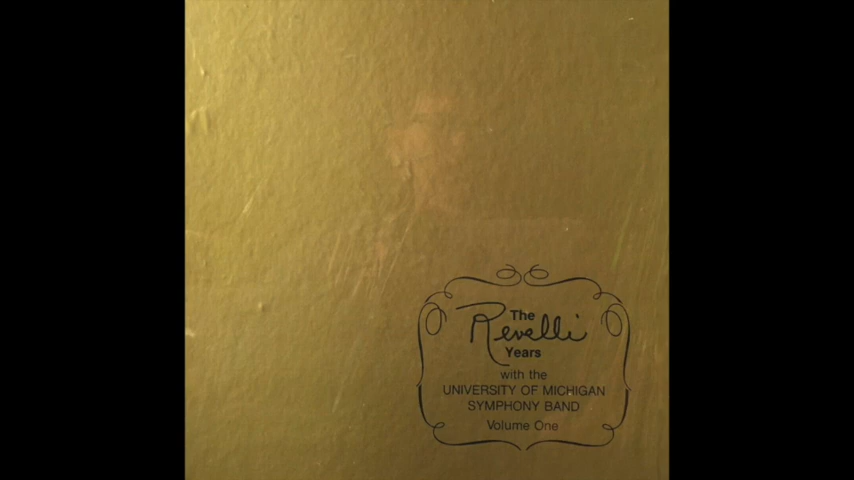 The
Revelli
Years
with the
UNIVERSITY OF MICHIGAN
SYMPHONY BAND
Volume One